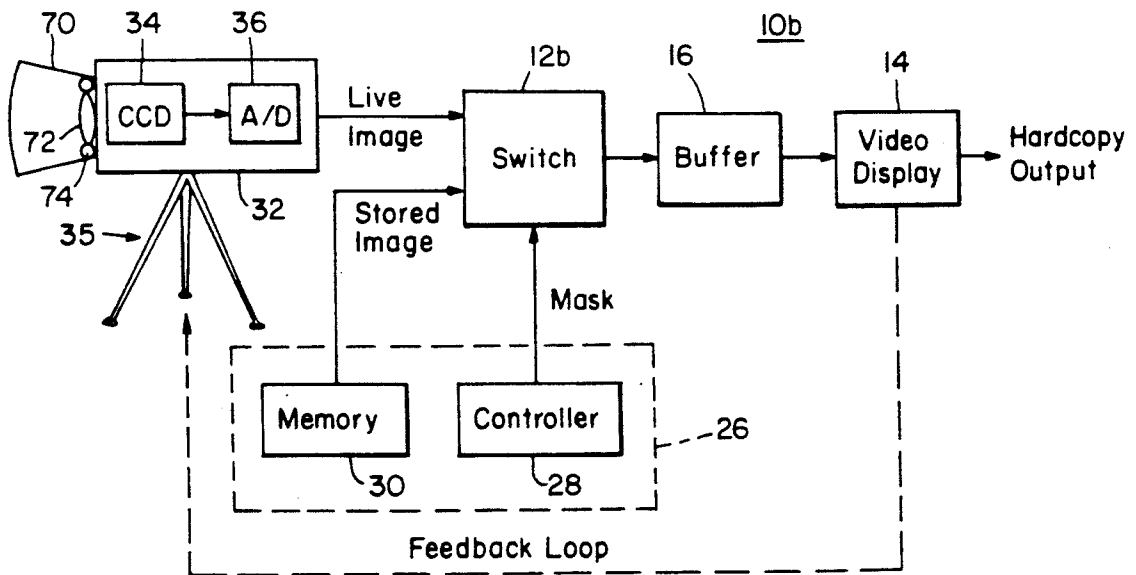 10b
70
34
36
12b
16
14
CCD
A/D
Live
Image
Switch
Buffer
Video
Display
Hardcopy
Output
72
74
32
Stored
Image
35
Mask
Memory
Controller
26
30
28
Feedback Loop